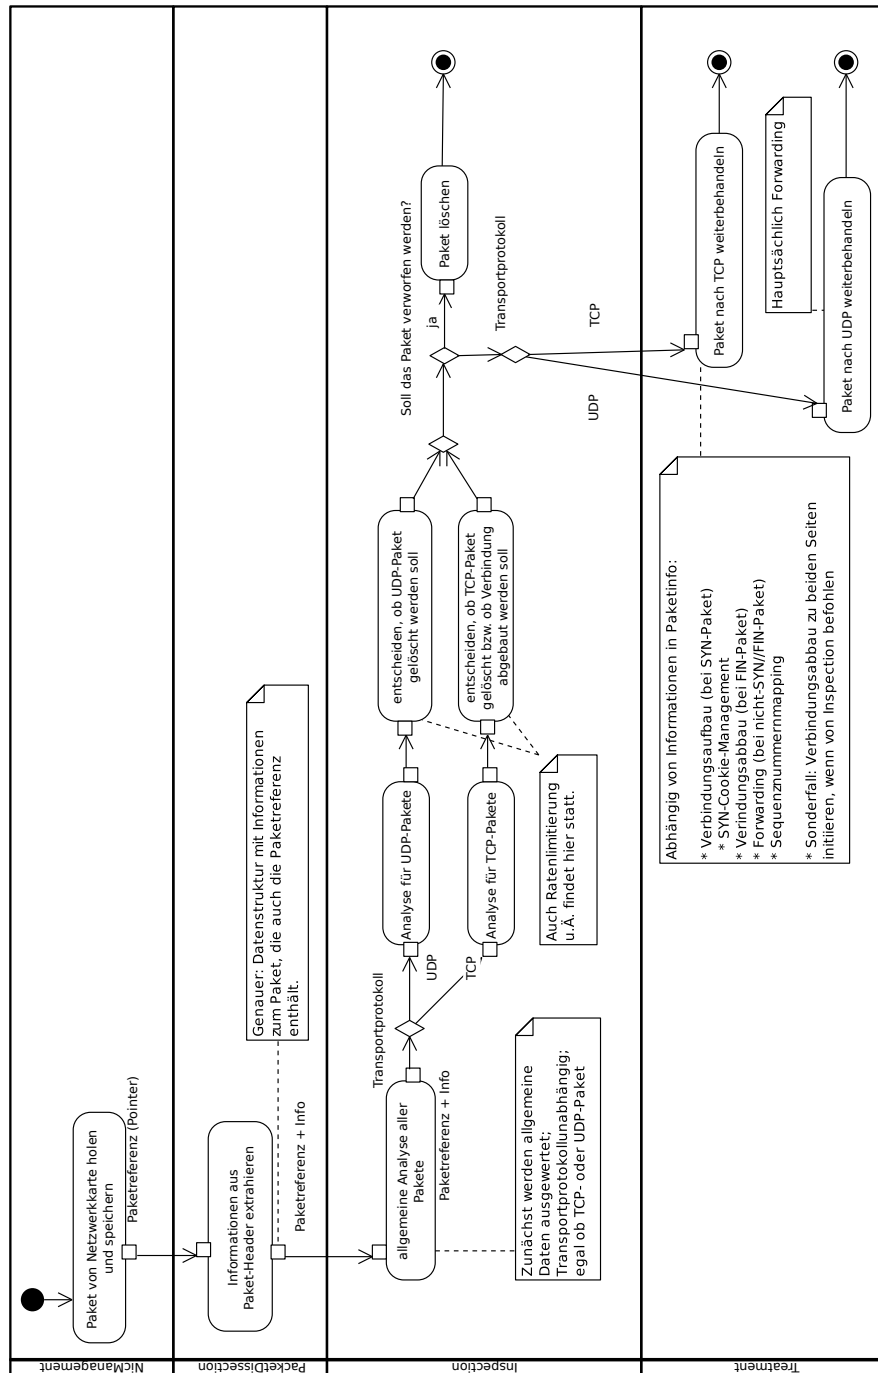 NicManagement
Paket von Netzwerkkarte holen
und speichern
Paketreferenz (Pointer)
PacketDissection
Informationen aus
Paket-Header extrahieren
Paketreferenz + Info
Genauer: Datenstruktur mit Informationen
zum Paket, die auch die Paketreferenz
enthält.
Inspection
allgemeine Analyse aller
Pakete
Paketreferenz + Info
Zunächst werden allgemeine
Daten ausgewertet;
Transportprotokollunabhängig;
egal ob TCP- oder UDP-Paket
Transportprotokoll
UDP
TCP
Analyse für UDP-Pakete
Analyse für TCP-Pakete
Auch Ratenlimitierung
u.Ä. findet hier statt.
entscheiden, ob UDP-Paket
gelöscht werden soll
entscheiden, ob TCP-Paket
gelöscht bzw. ob Verbindung
abgebaut werden soll
Soll das Paket verworfen werden?
ja
Paket löschen
Transportprotokoll
UDP
TCP
Treatment
Abhängig von Informationen in Paketinfo:
* Verbindungsaufbau (bei SYN-Paket)
* SYN-Cookie-Management
* Verindungsabbau (bei FIN-Paket)
* Forwarding (bei nicht-SYN//FIN-Paket)
* Sequenznummernmapping
* Sonderfall: Verbindungsabbau zu beiden Seiten
initiieren, wenn von Inspection befohlen
Paket nach TCP weiterbehandeln
Hauptsächlich Forwarding
Paket nach UDP weiterbehandeln